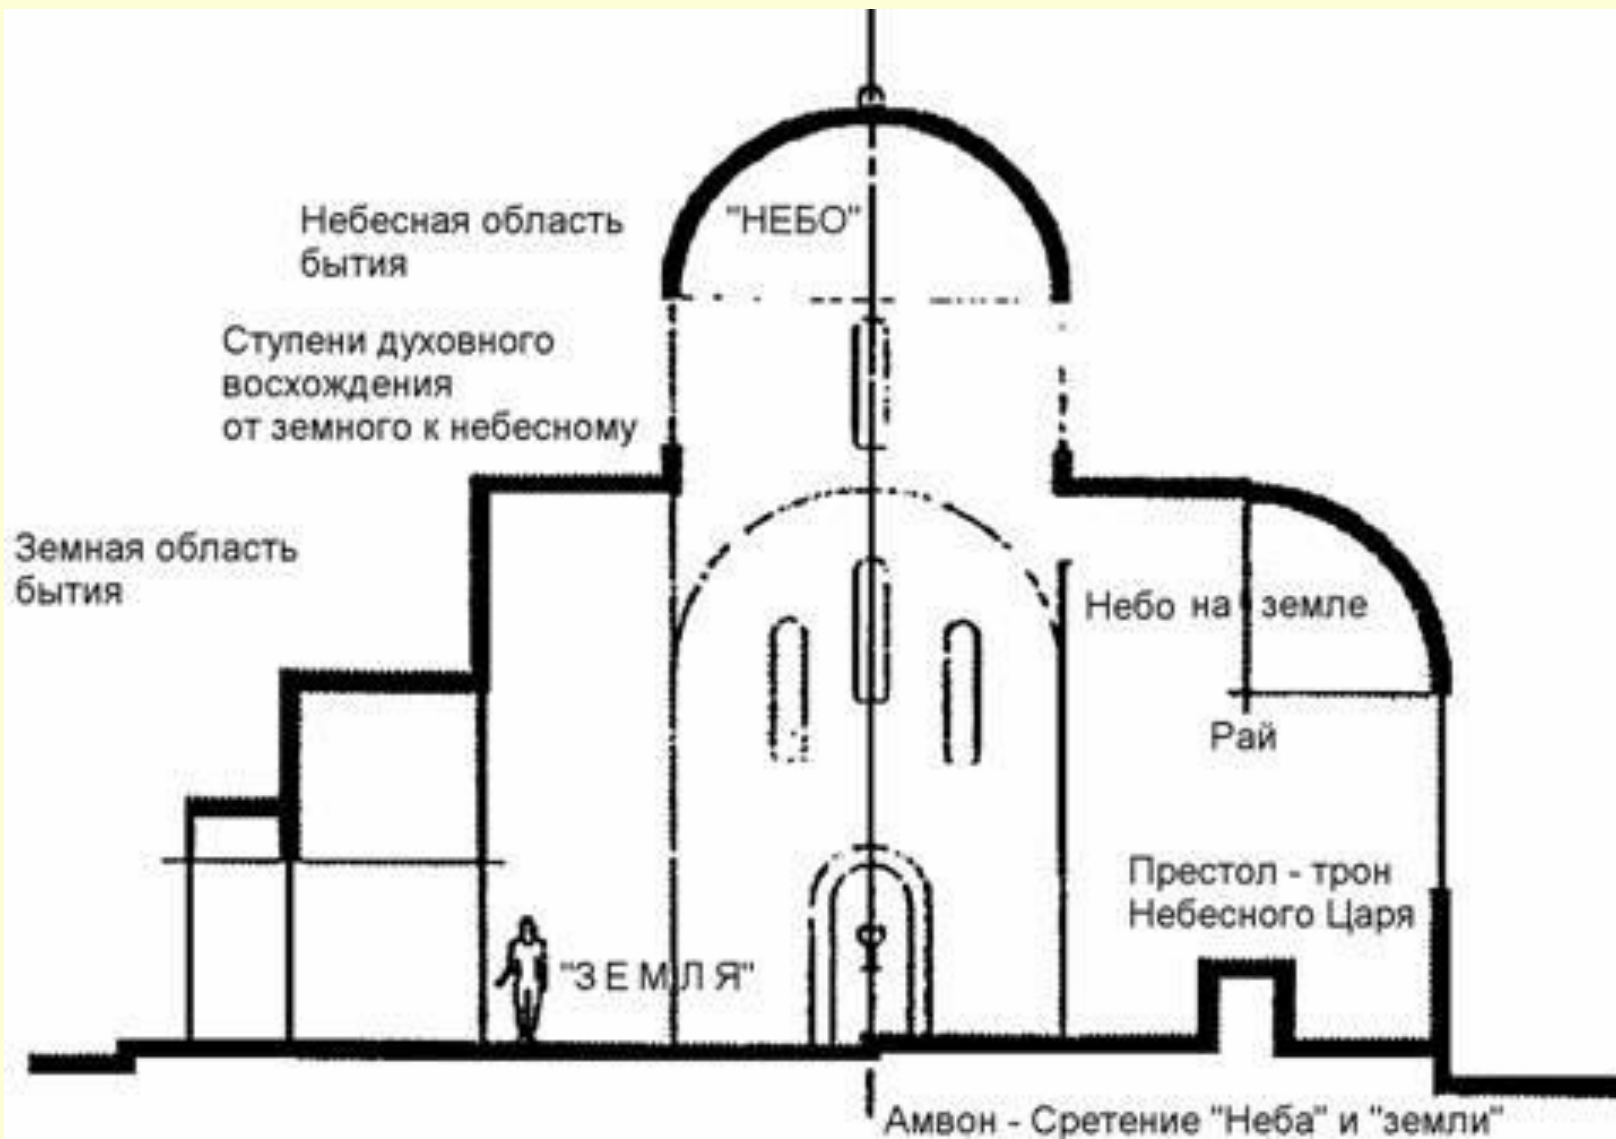 Небесная область
бытия
"НЕБО"
Ступени духовного
восхождения
от земного к небесному
Земная область
бытия
Небо на земле
Рай
Престол - трон
Небесного Царя
"З Е М Л Я"
Амвон - Сретение "Неба" и "земли"